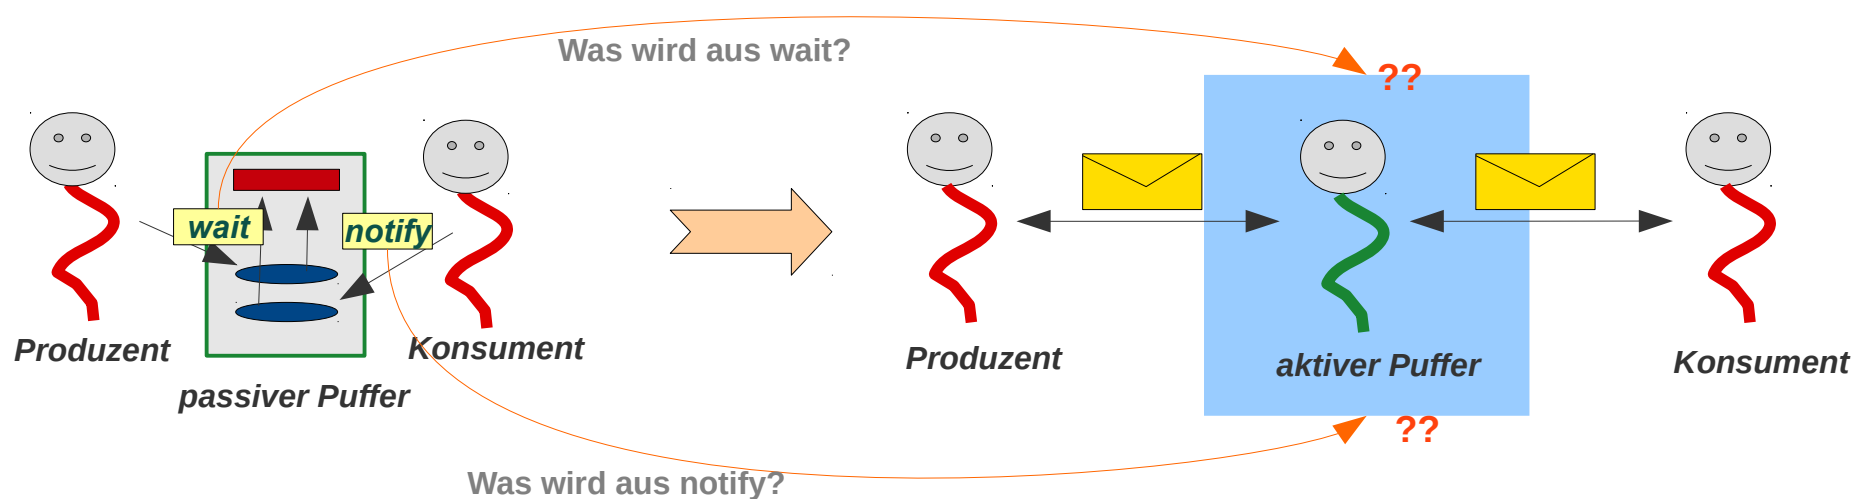 Was wird aus wait?
??
wait
notify
Produzent
Konsument
passiver Puffer
Produzent
aktiver Puffer
Konsument
??
Was wird aus notify?